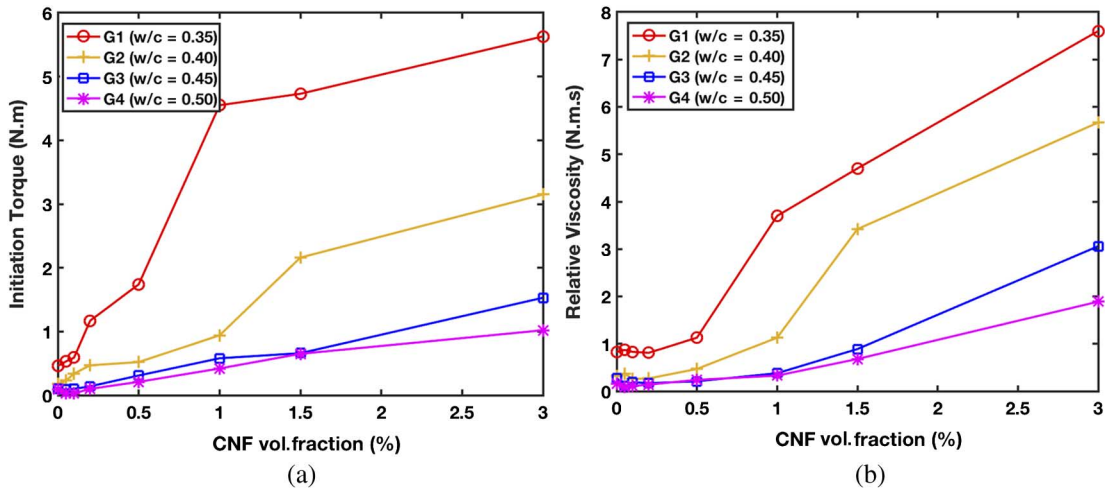 6
5
4
3
2
1
0
Initiation Torque (N.m)
G1 (w/c = 0.35)
G2 (w/c = 0.40)
G3 (w/c = 0.45)
G4 (w/c = 0.50)
0 0.5 1 1.5 2 2.5 3
CNF vol.fraction (%)
(a)
8
7
6
5
4
3
2
1
0
Relative Viscosity (N.m.s)
G1 (w/c = 0.35)
G2 (w/c = 0.40)
G3 (w/c = 0.45)
G4 (w/c = 0.50)
0 0.5 1 1.5 2 2.5 3
CNF vol.fraction (%)
(b)